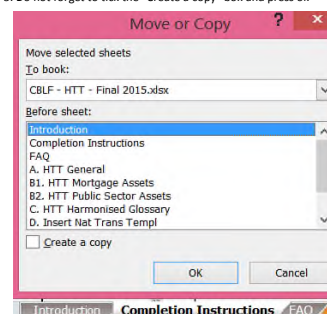 Move or Copy ? ×
Move selected sheets
To book:
CBLF - HTT - Final 2015.xlsx
Before sheet:
Introduction
Completion Instructions
FAQ
A. HTT General
B1. HTT Mortgage Assets
B2. HTT Public Sector Assets
C. HTT Harmonised Glossary
D. Insert Nat Trans Templ
Create a copy
OK Cancel
Introduction Completion Instructions FAQ